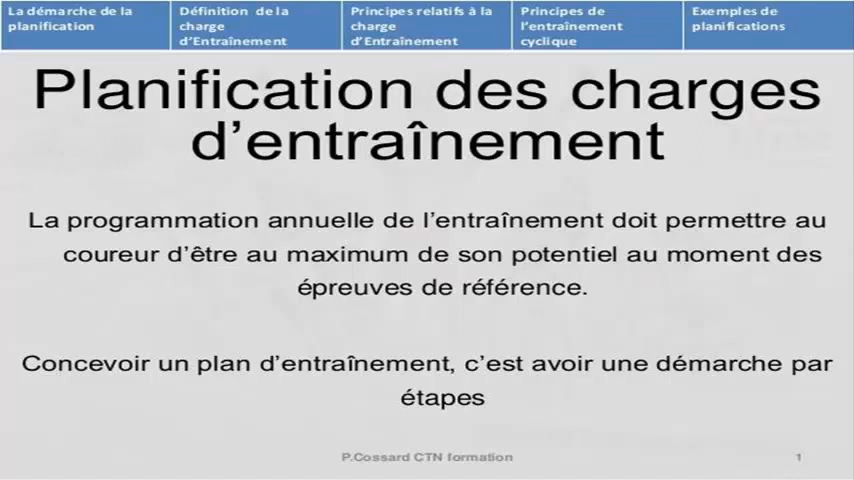 La démarche de la
planification
Définition de la
charge
d'Entraînement
Principes relatifs à la
charge
d'Entraînement
Principes de
l'entraînement
cyclique
Exemples de
planifications
Planification des charges
d'entraînement
La programmation annuelle de l'entraînement doit permettre au
coureur d'être au maximum de son potentiel au moment des
épreuves de référence.
Concevoir un plan d'entraînement, c'est avoir une démarche par
étapes
P.Cossard CTN formation
1